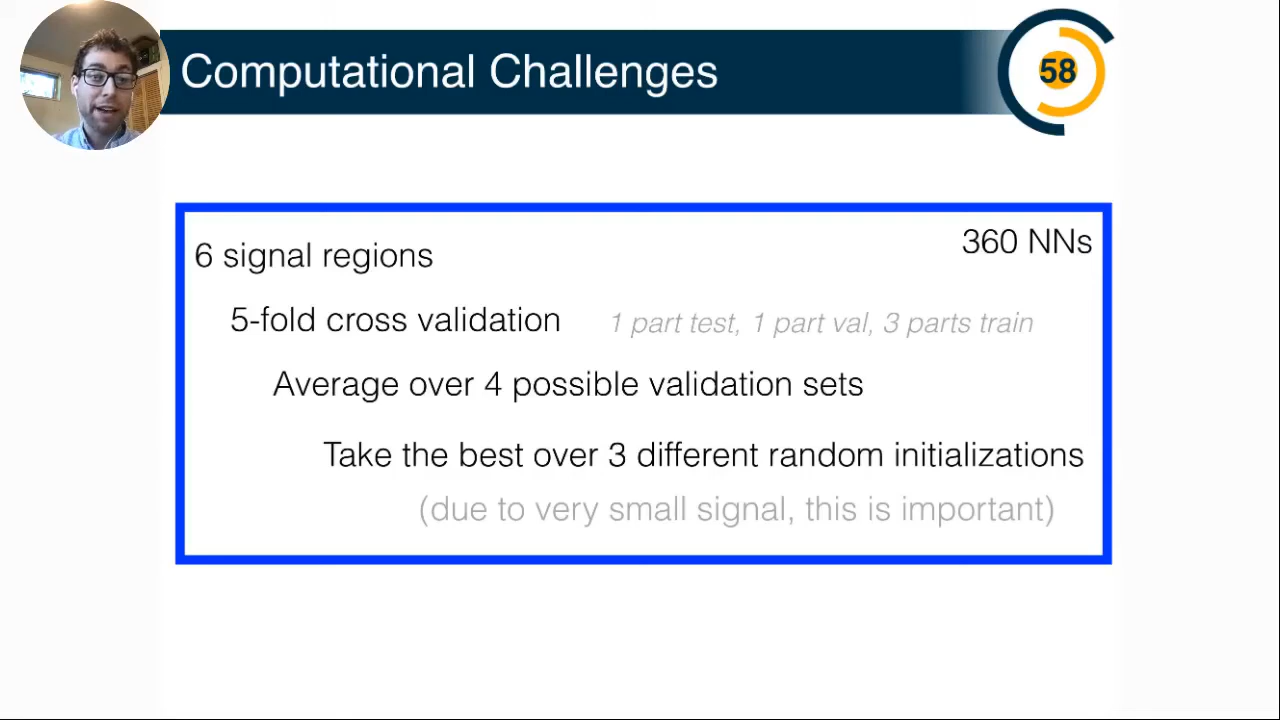 Computational Challenges
58
6 signal regions
360 NNs
5-fold cross validation
1 part test, 1 part val, 3 parts train
Average over 4 possible validation sets
Take the best over 3 different random initializations
(due to very small signal, this is important)